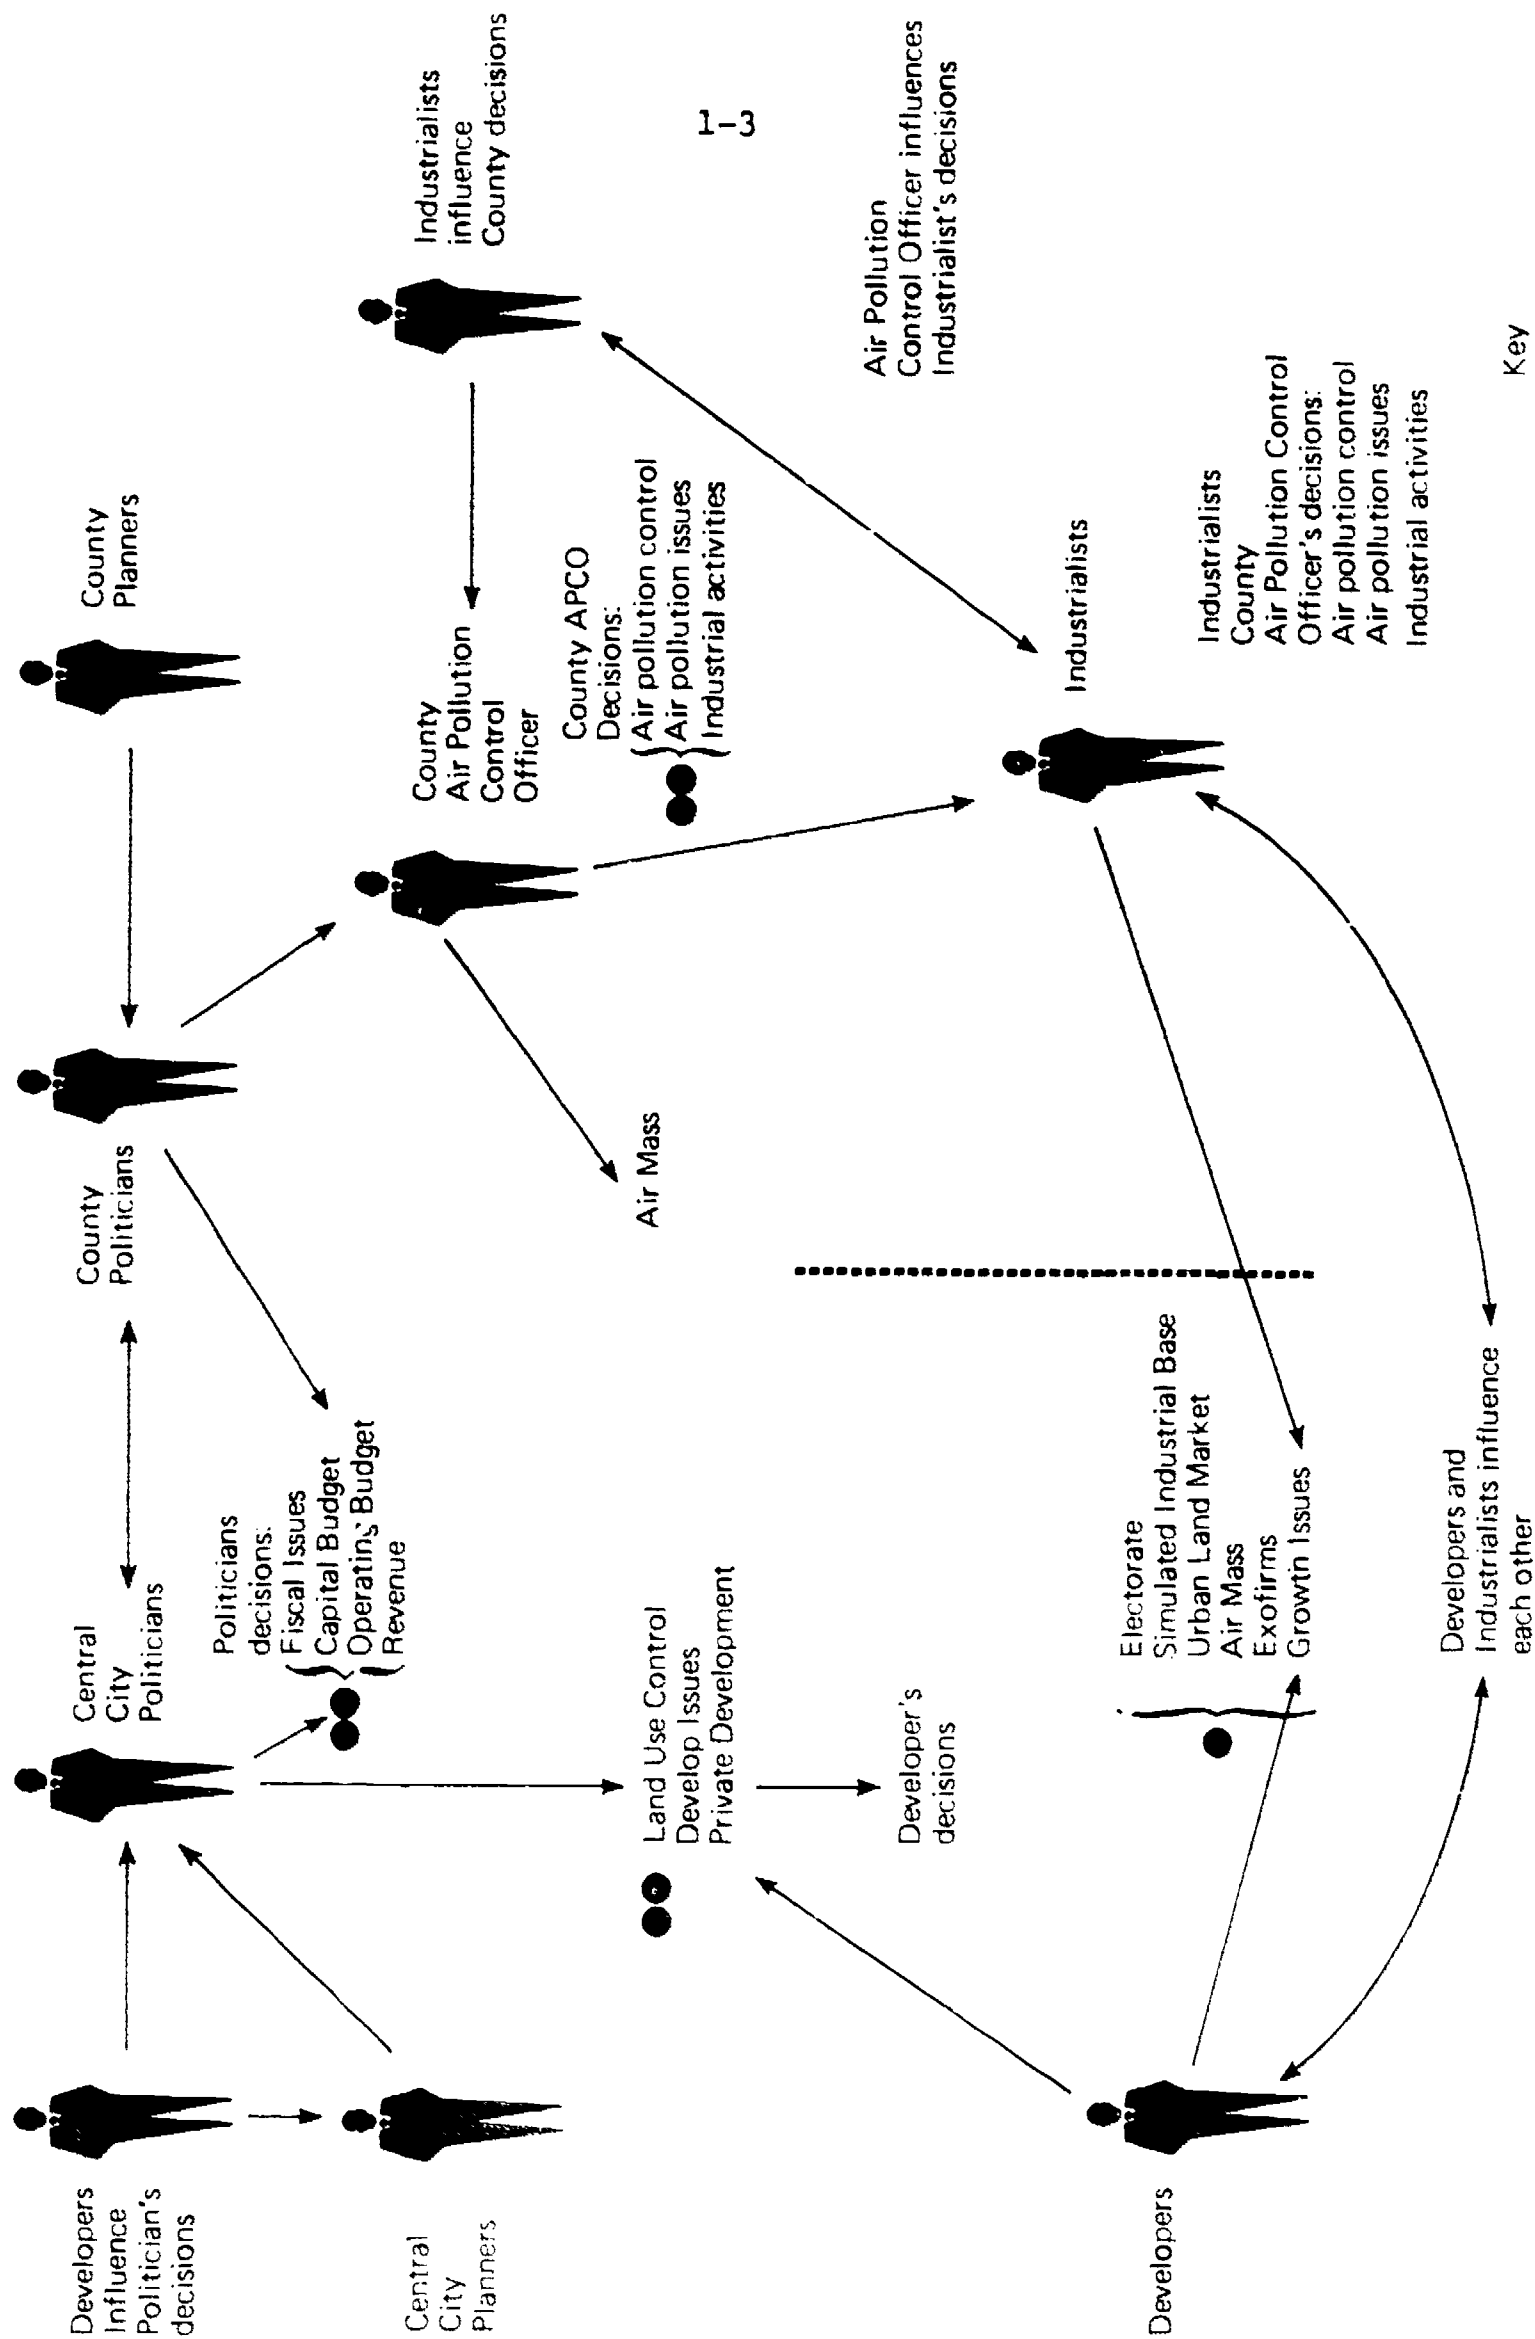 Developers
Influence
Politician's
decisions
Central
City
Politicians
County
Politicians
County
Planners
Politicians
decisions:
Fiscal Issues
Capital Budget
Operating Budget
Revenue
Central
City
Planners
County
Air Pollution
Control
Officer
Industrialists
influence
County decisions
County APCO
Decisions:
Air pollution control
Air pollution issues
Industrial activities
Air Mass
Land Use Control
Develop Issues
Private Development
1-3
Developer's
decisions
Air Pollution
Control Officer influences
Industrialist's decisions
Developers
Electorate
Simulated Industrial Base
Urban Land Market
Air Mass
Exofirms
Growth Issues
Industrialists
Industrialists
County
Air Pollution Control
Officer's decisions:
Air pollution control
Air pollution issues
Industrial activities
Developers and
Industrialists influence
each other
Key